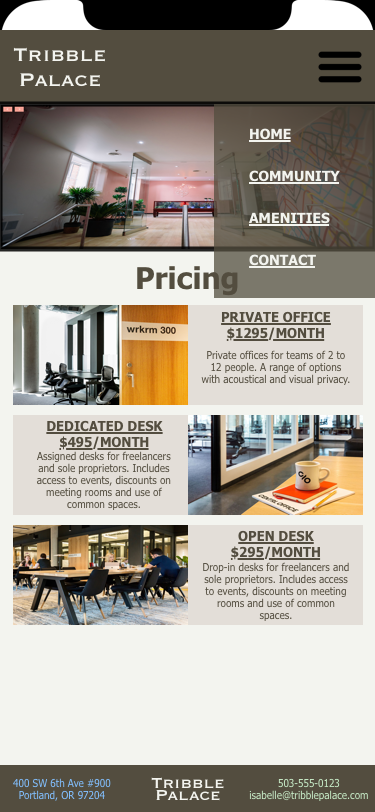 TRIBBLE
PALACE
HOME
COMMUNITY
AMENITIES
CONTACT
Pricing
wrkrm 300
PRIVATE OFFICE
$1295/MONTH
Private offices for teams of 2 to
12 people. A range of options
with acoustical and visual privacy.
DEDICATED DESK
$495/MONTH
Assigned desks for freelancers
and sole proprietors. Includes
access to events, discounts on
meeting rooms and use of
common spaces.
CENTRL OFFICE
OPEN DESK
$295/MONTH
Drop-in desks for freelancers and
sole proprietors. Includes access
to events, discounts on meeting
rooms and use of common
spaces.
400 SW 6th Ave #900
Portland, OR 97204
TRIBBLE
PALACE
503-555-0123
isabelle@tribblepalace.com